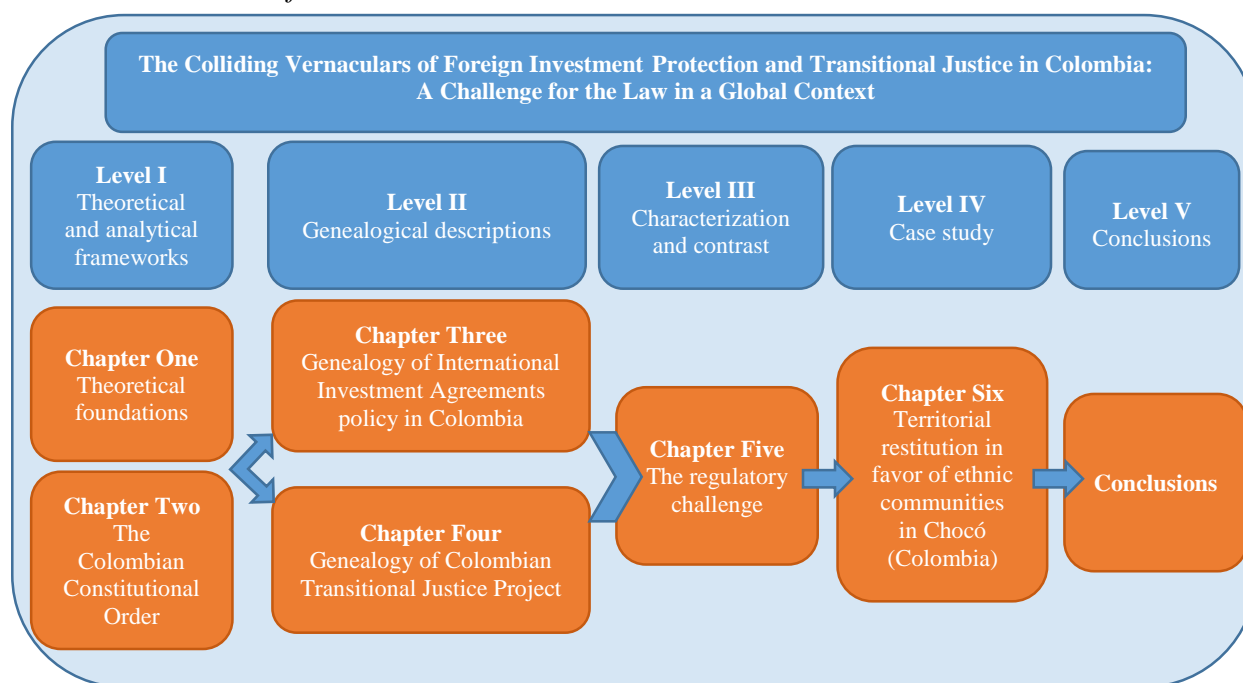 The Colliding Vernaculars of Foreign Investment Protection and Transitional Justice in Colombia:
A Challenge for the Law in a Global Context
Level I
Theoretical
and analytical
frameworks
Level II
Genealogical descriptions
Level III
Characterization
and contrast
Level IV
Case study
Level V
Conclusions
Chapter One
Theoretical
foundations
Chapter Two
The
Colombian
Constitutional
Order
Chapter Three
Genealogy of International
Investment Agreements
policy in Colombia
Chapter Four
Genealogy of Colombian
Transitional Justice Project
Chapter Five
The regulatory
challenge
Chapter Six
Territorial
restitution in
favor of ethnic
communities
in Chocó
(Colombia)
Conclusions